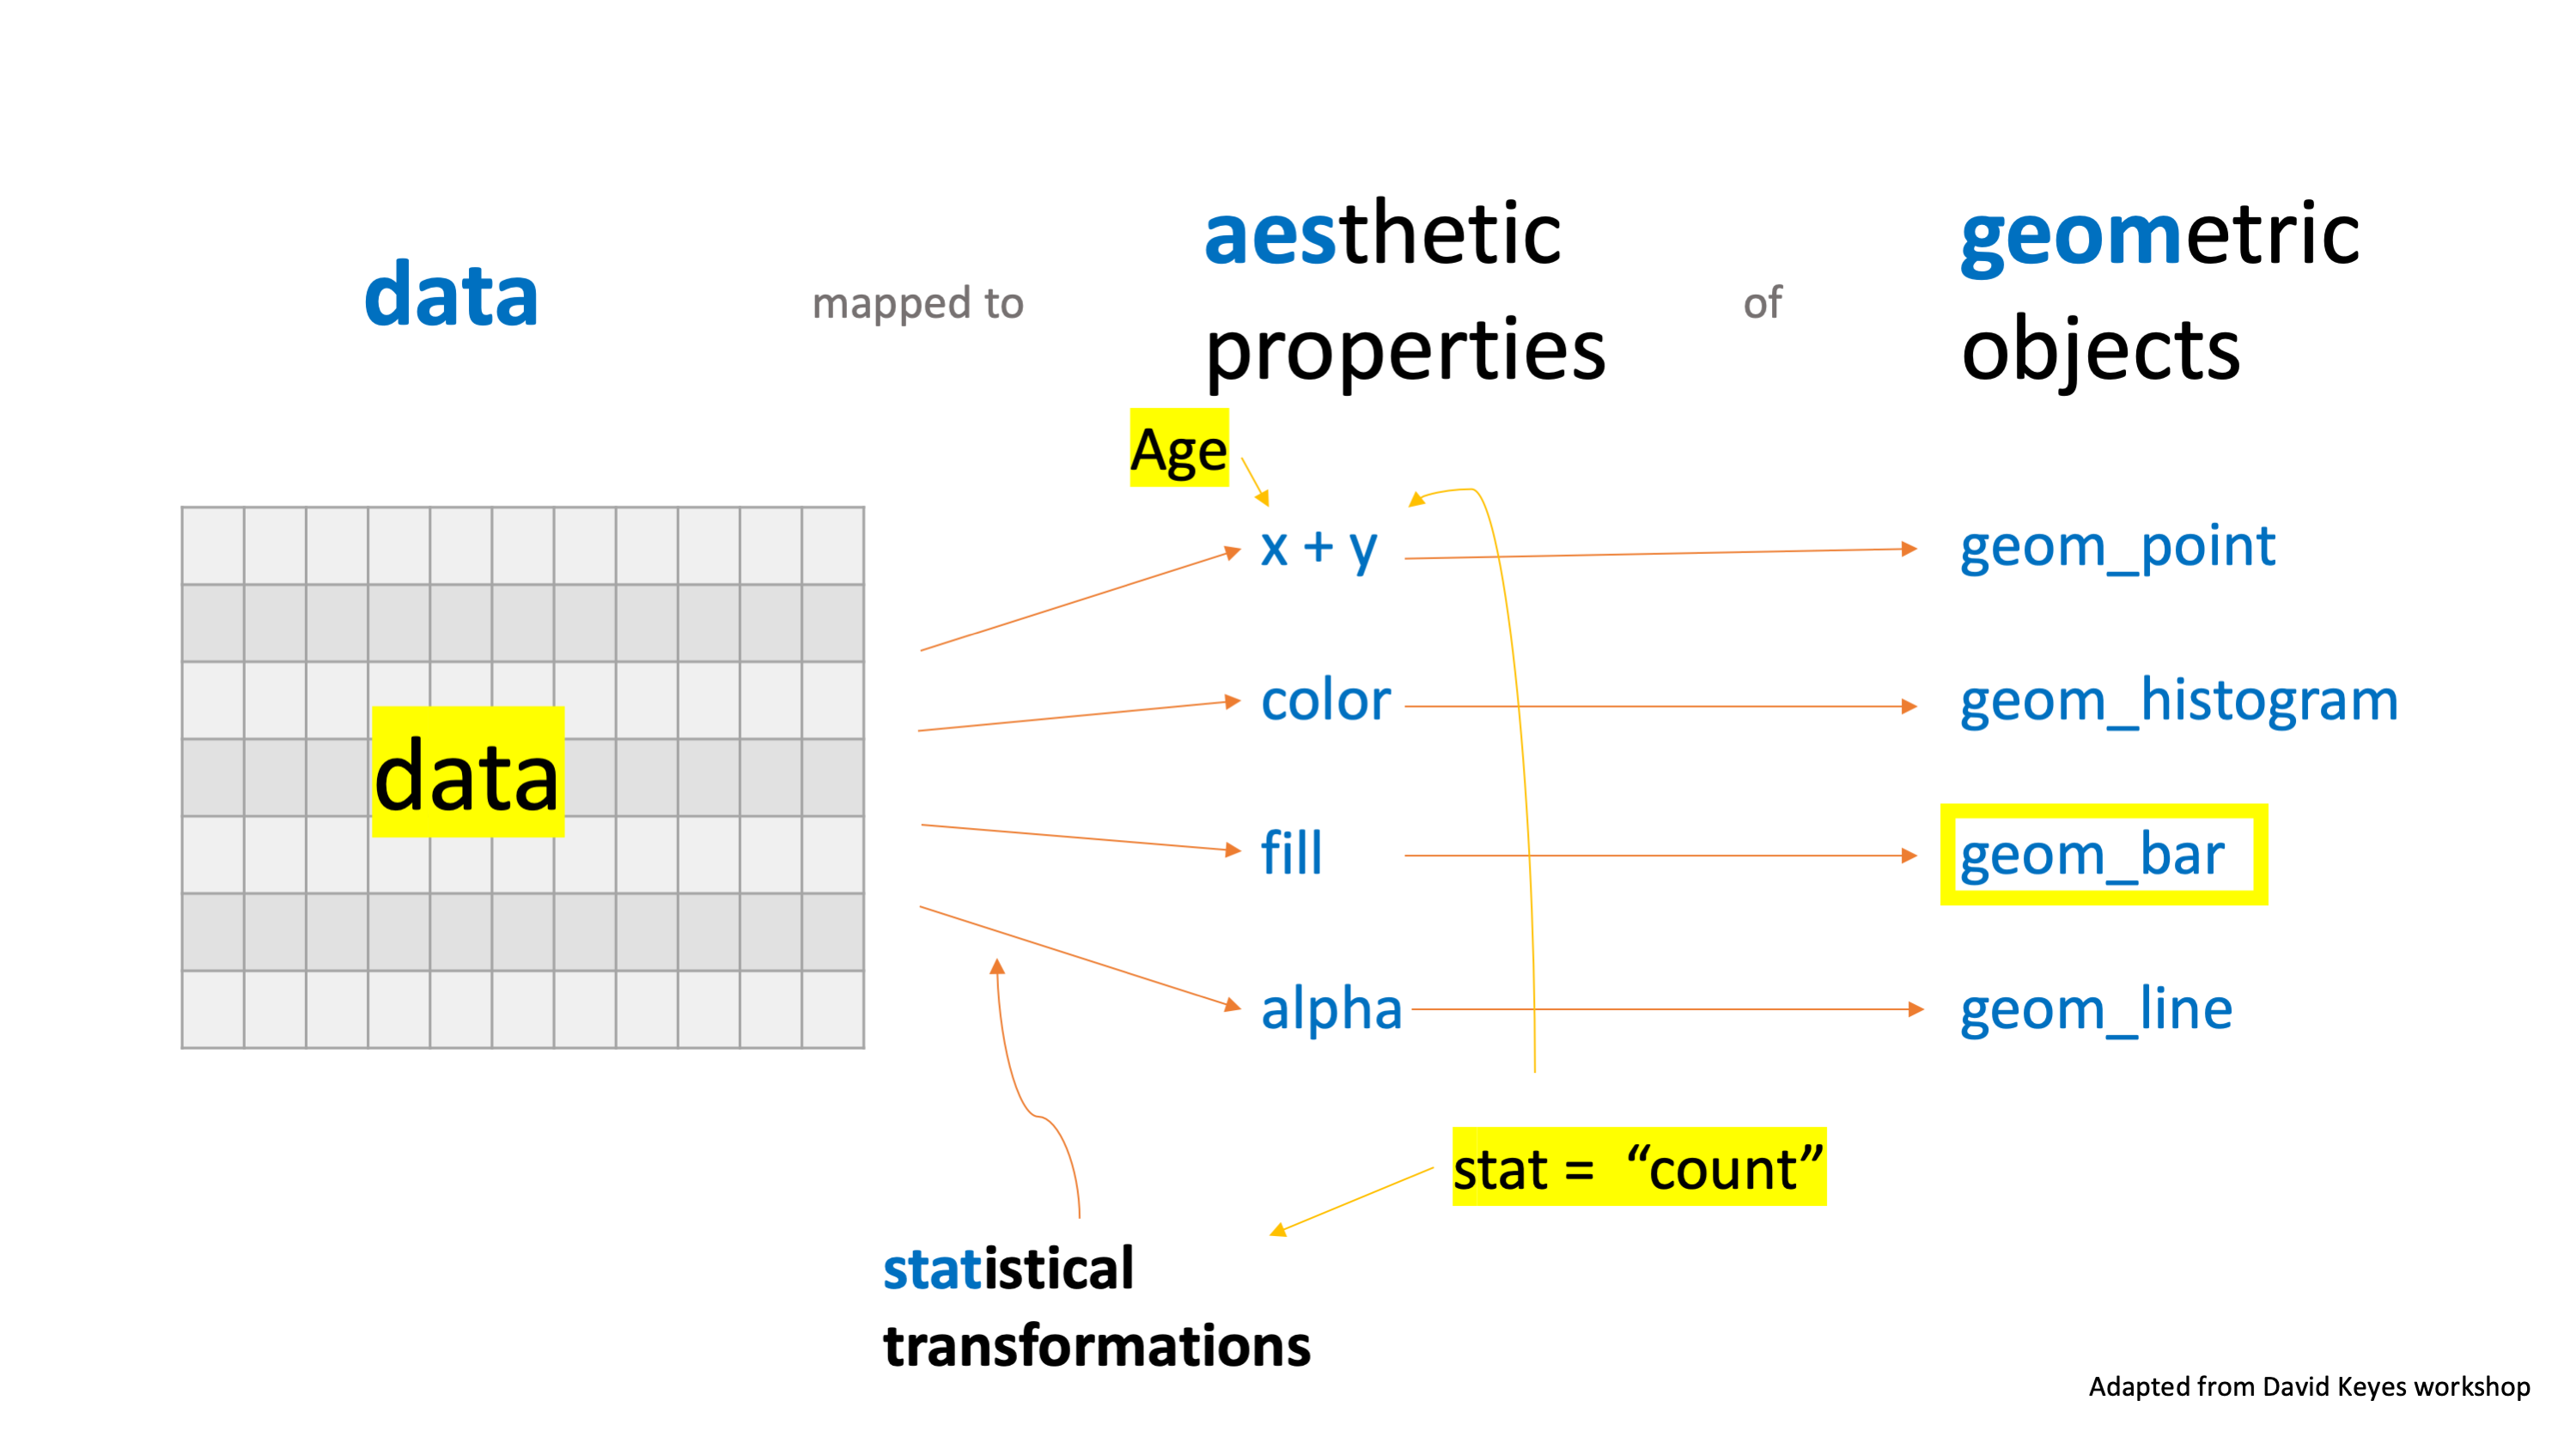 data
mapped to
aesthetic
properties
of
geometric
objects
Age
data
x + y
geom_point
color
geom_histogram
fill
geom_bar
alpha
geom_line
stat =  “count”
statistical
transformations
Adapted from David Keyes workshop